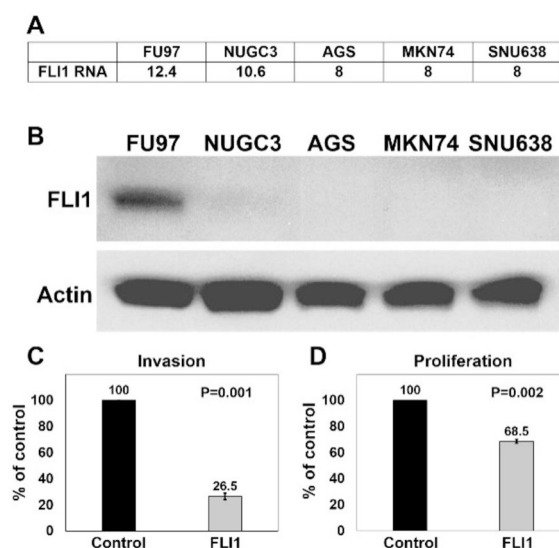 A
FU97 NUGC3 AGS MKN74 SNU638
FLI1 RNA 12.4 10.6 8 8 8
B
FU97 NUGC3 AGS MKN74 SNU638
FLI1
Actin
C
Invasion
% of control
100
80
60
40
20
0
100
P=0.001
26.5
Control FLI1
D
Proliferation
% of control
100
80
60
40
20
0
100
P=0.002
68.5
Control FLI1